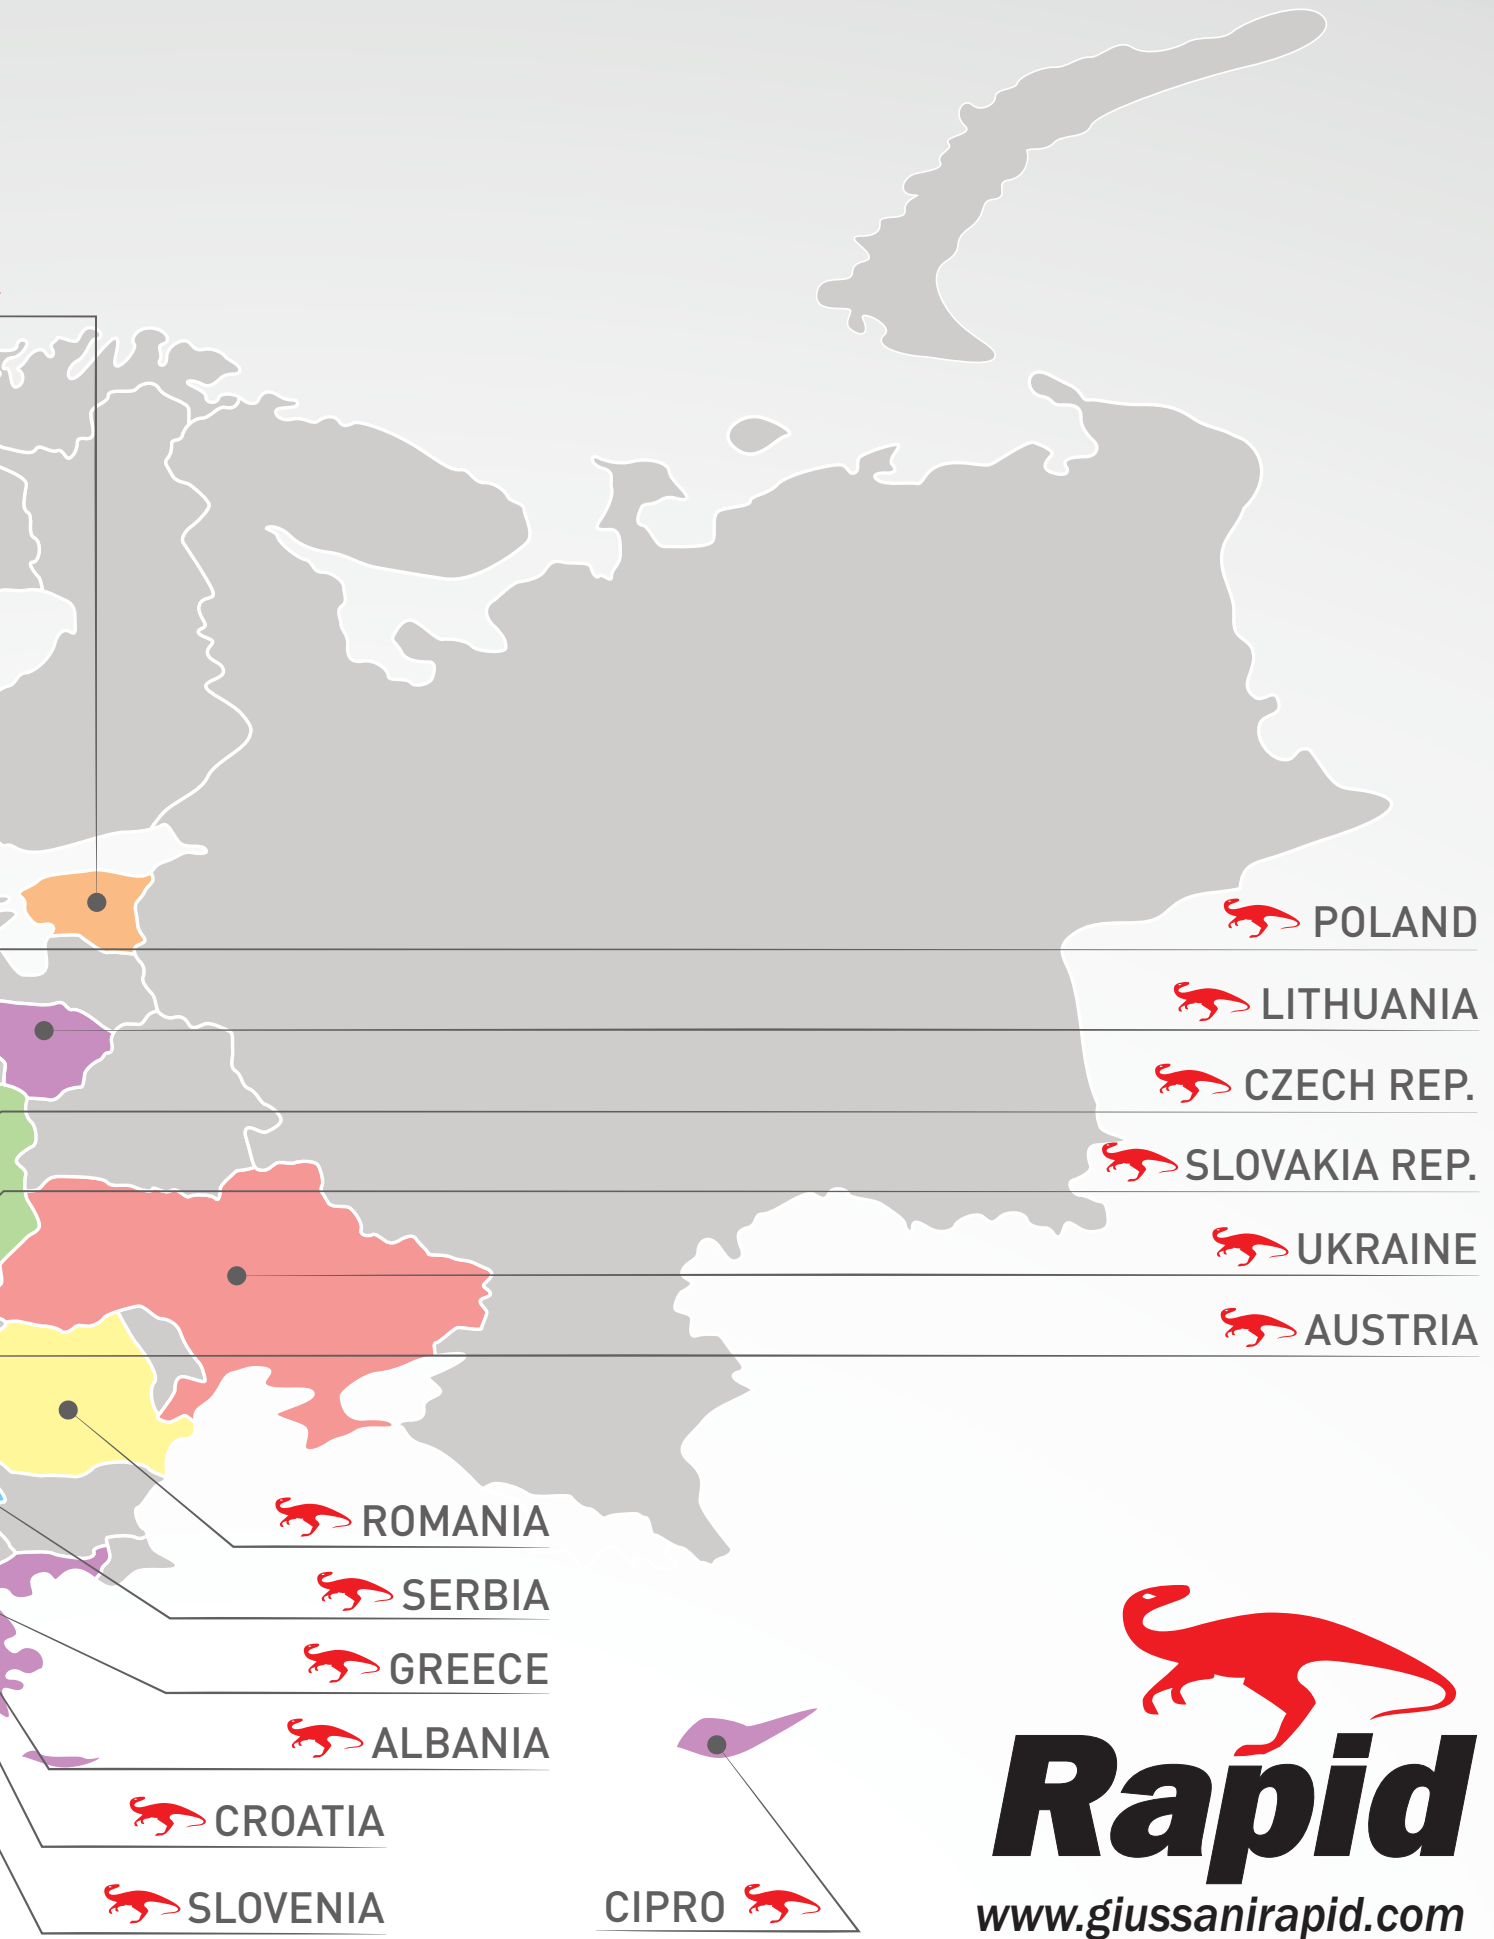 POLAND
LITHUANIA
CZECH REP.
SLOVAKIA REP.
UKRAINE
AUSTRIA
ROMANIA
SERBIA
GREECE
ALBANIA
CROATIA
SLOVENIA
CIPRO
Rapid
www.giussanirapid.com